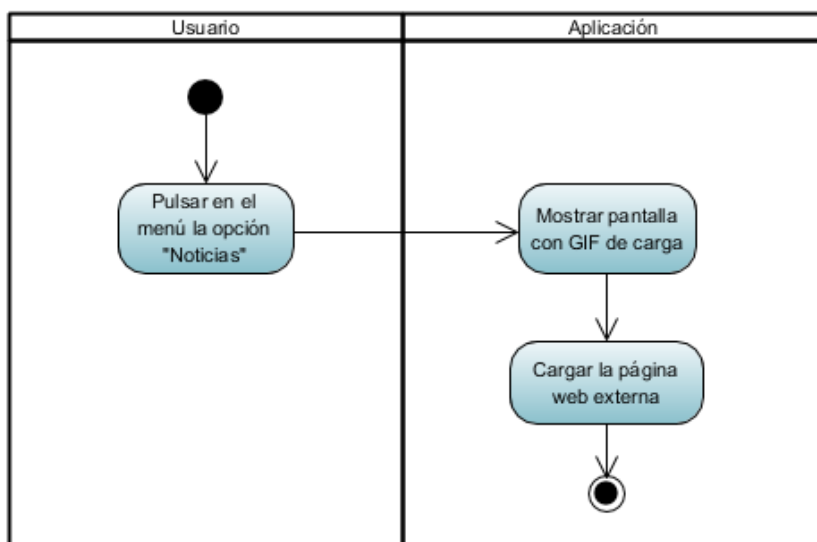 Usuario
Aplicación
Pulsar en el
menú la opción
"Noticias"
Mostrar pantalla
con GIF de carga
Cargar la página
web externa